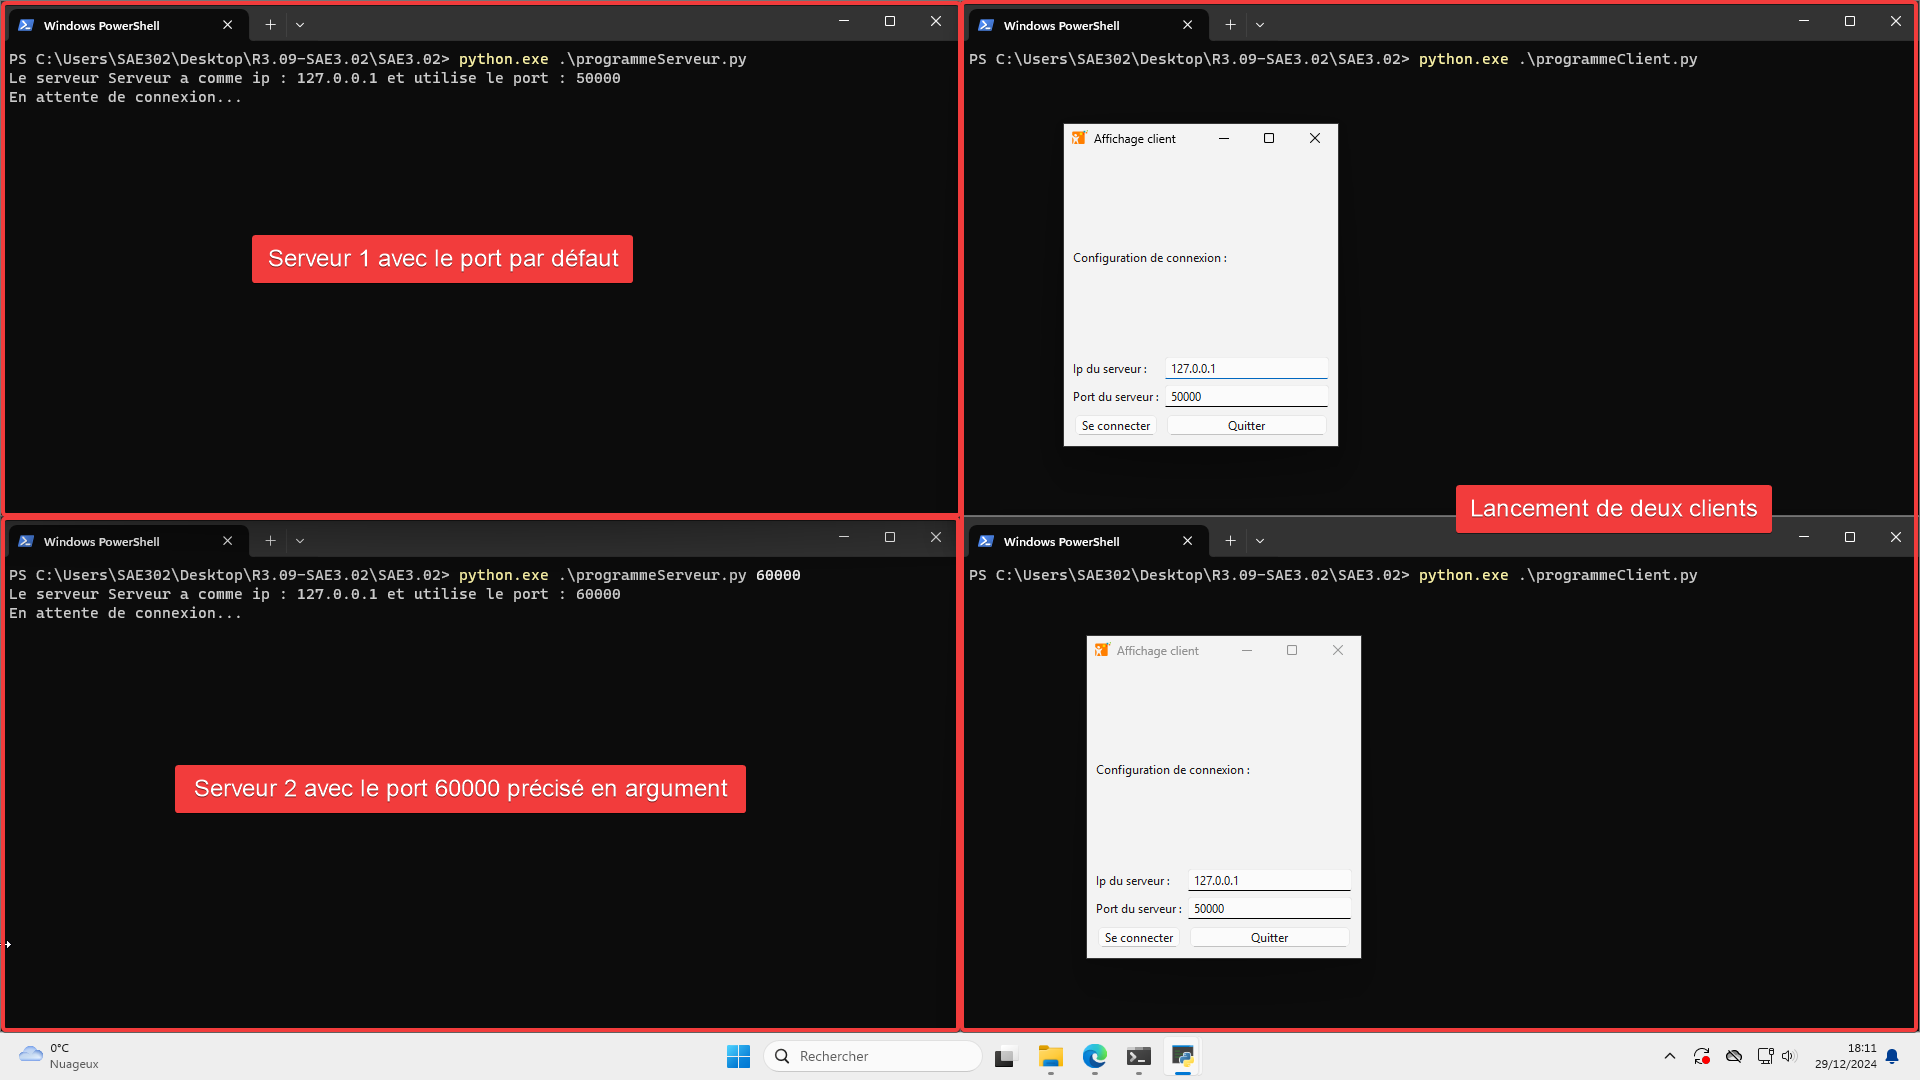 Windows PowerShell
PS C:\Users\SAE302\Desktop\R3.09-SAE3.02\SAE3.02> python.exe .\programmeServeur.py
Le serveur Serveur a comme ip : 127.0.0.1 et utilise le port : 50000
En attente de connexion...
Serveur 1 avec le port par défaut
Windows PowerShell
PS C:\Users\SAE302\Desktop\R3.09-SAE3.02\SAE3.02> python.exe .\programmeClient.py
Affichage client
Configuration de connexion :
Ip du serveur : 127.0.0.1
Port du serveur : 50000
Se connecter Quitter
Lancement de deux clients
Windows PowerShell
PS C:\Users\SAE302\Desktop\R3.09-SAE3.02\SAE3.02> python.exe .\programmeServeur.py 60000
Le serveur Serveur a comme ip : 127.0.0.1 et utilise le port : 60000
En attente de connexion...
Serveur 2 avec le port 60000 précisé en argument
Windows PowerShell
PS C:\Users\SAE302\Desktop\R3.09-SAE3.02\SAE3.02> python.exe .\programmeClient.py
Affichage client
Configuration de connexion :
Ip du serveur : 127.0.0.1
Port du serveur : 50000
Se connecter Quitter
0°C
Nuageux
Rechercher
18:11
29/12/2024